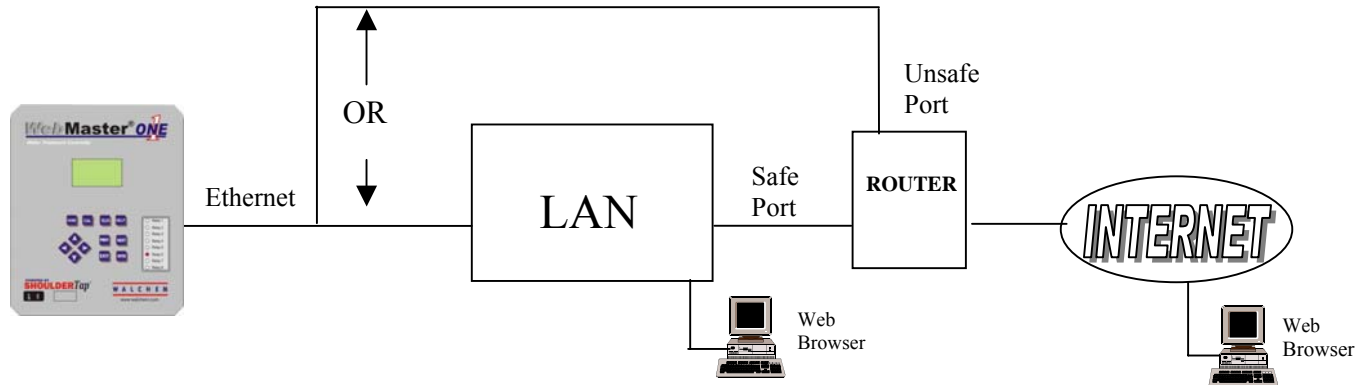 WebMaster® ONE
OR
Unsafe
Port
Ethernet
LAN
Safe
Port
ROUTER
INTERNET
SHOULDERTap
WALCHEM
Web
Browser
Web
Browser